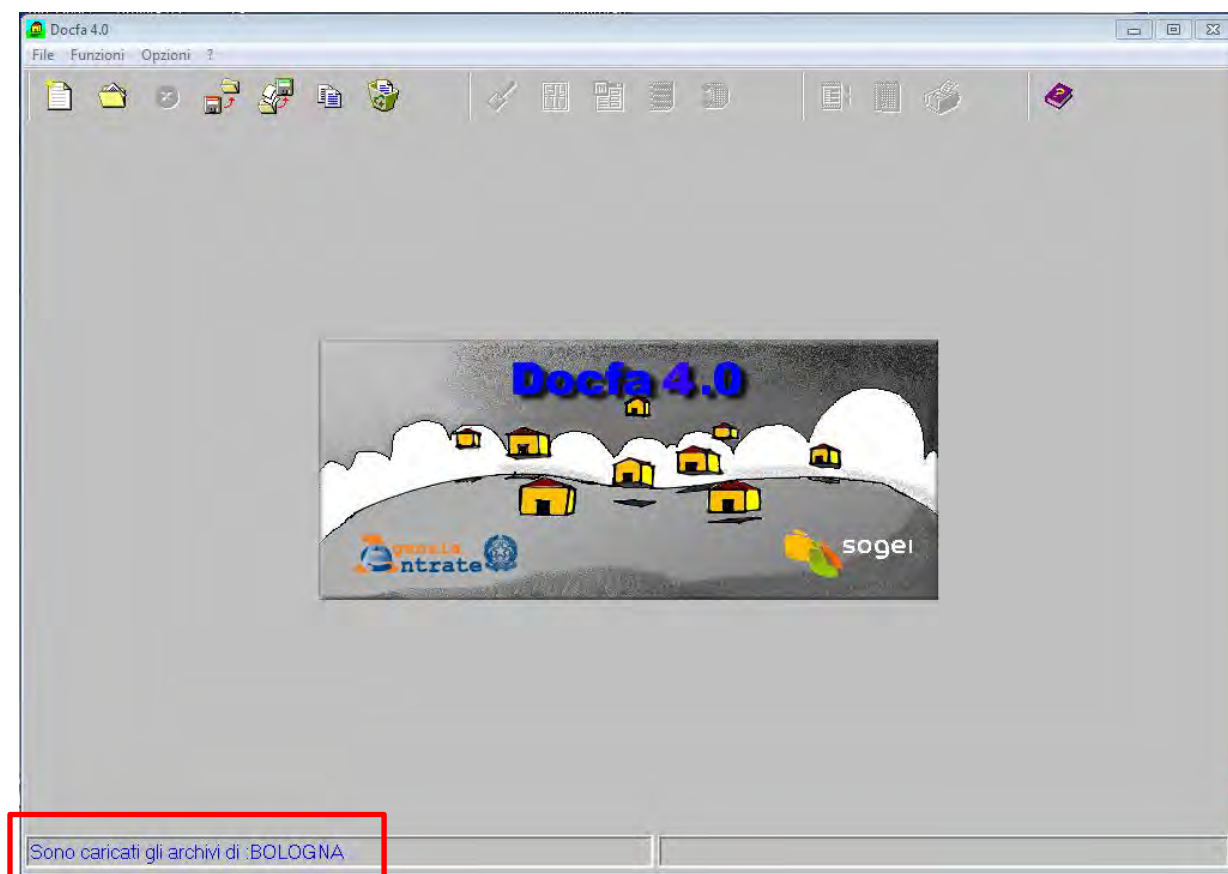 Docfa 4.0
File Funzioni Opzioni ?
Docfa 4.0
genzia
ntrate
sogei
Sono caricati gli archivi di :BOLOGNA